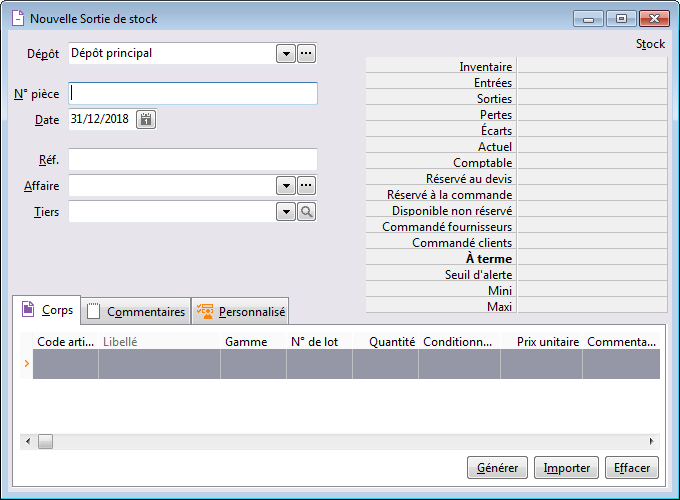 Nouvelle Sortie de stock
Dépôt Dépôt principal
Stock
N° pièce
Date 31/12/2018
Réf.
Affaire
Tiers
Inventaire
Entrées
Sorties
Pertes
Écarts
Actuel
Comptable
Réservé au devis
Réservé à la commande
Disponible non réservé
Commandé fournisseurs
Commandé clients
À terme
Seuil d'alerte
Mini
Maxi
Corps Commentaires Personnalisé
Code arti... Libellé Gamme N° de lot Quantité Conditionn... Prix unitaire Commenta...
Générer Importer Effacer